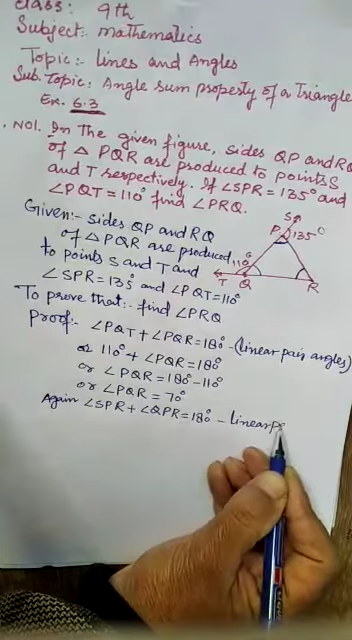 Class: 9th
Subject: mathematics
Topic:- Lines and Angles
Sub. Topic:- Angle sum property of a Triangle
Ex. 6.3
. No1. In The given figure, sides QP and RQ
of Δ PQR are produced to points S
and T respectively. If ∠SPR = 135° and
∠PQT = 110° find ∠PRQ.
Given:- sides QP and RQ
of Δ PQR are produced
to points S and T and
∠SPR = 135° and ∠PQT = 110°
S
P 135°
110°
T Q R
To prove that:- find ∠PRQ
Proof:- ∠PQT + ∠PQR = 180° - (linear pair angles)
or 110° + ∠PQR = 180°
or ∠PQR = 180° - 110°
or ∠PQR = 70°
Again ∠SPR + ∠QPR = 180° - linear